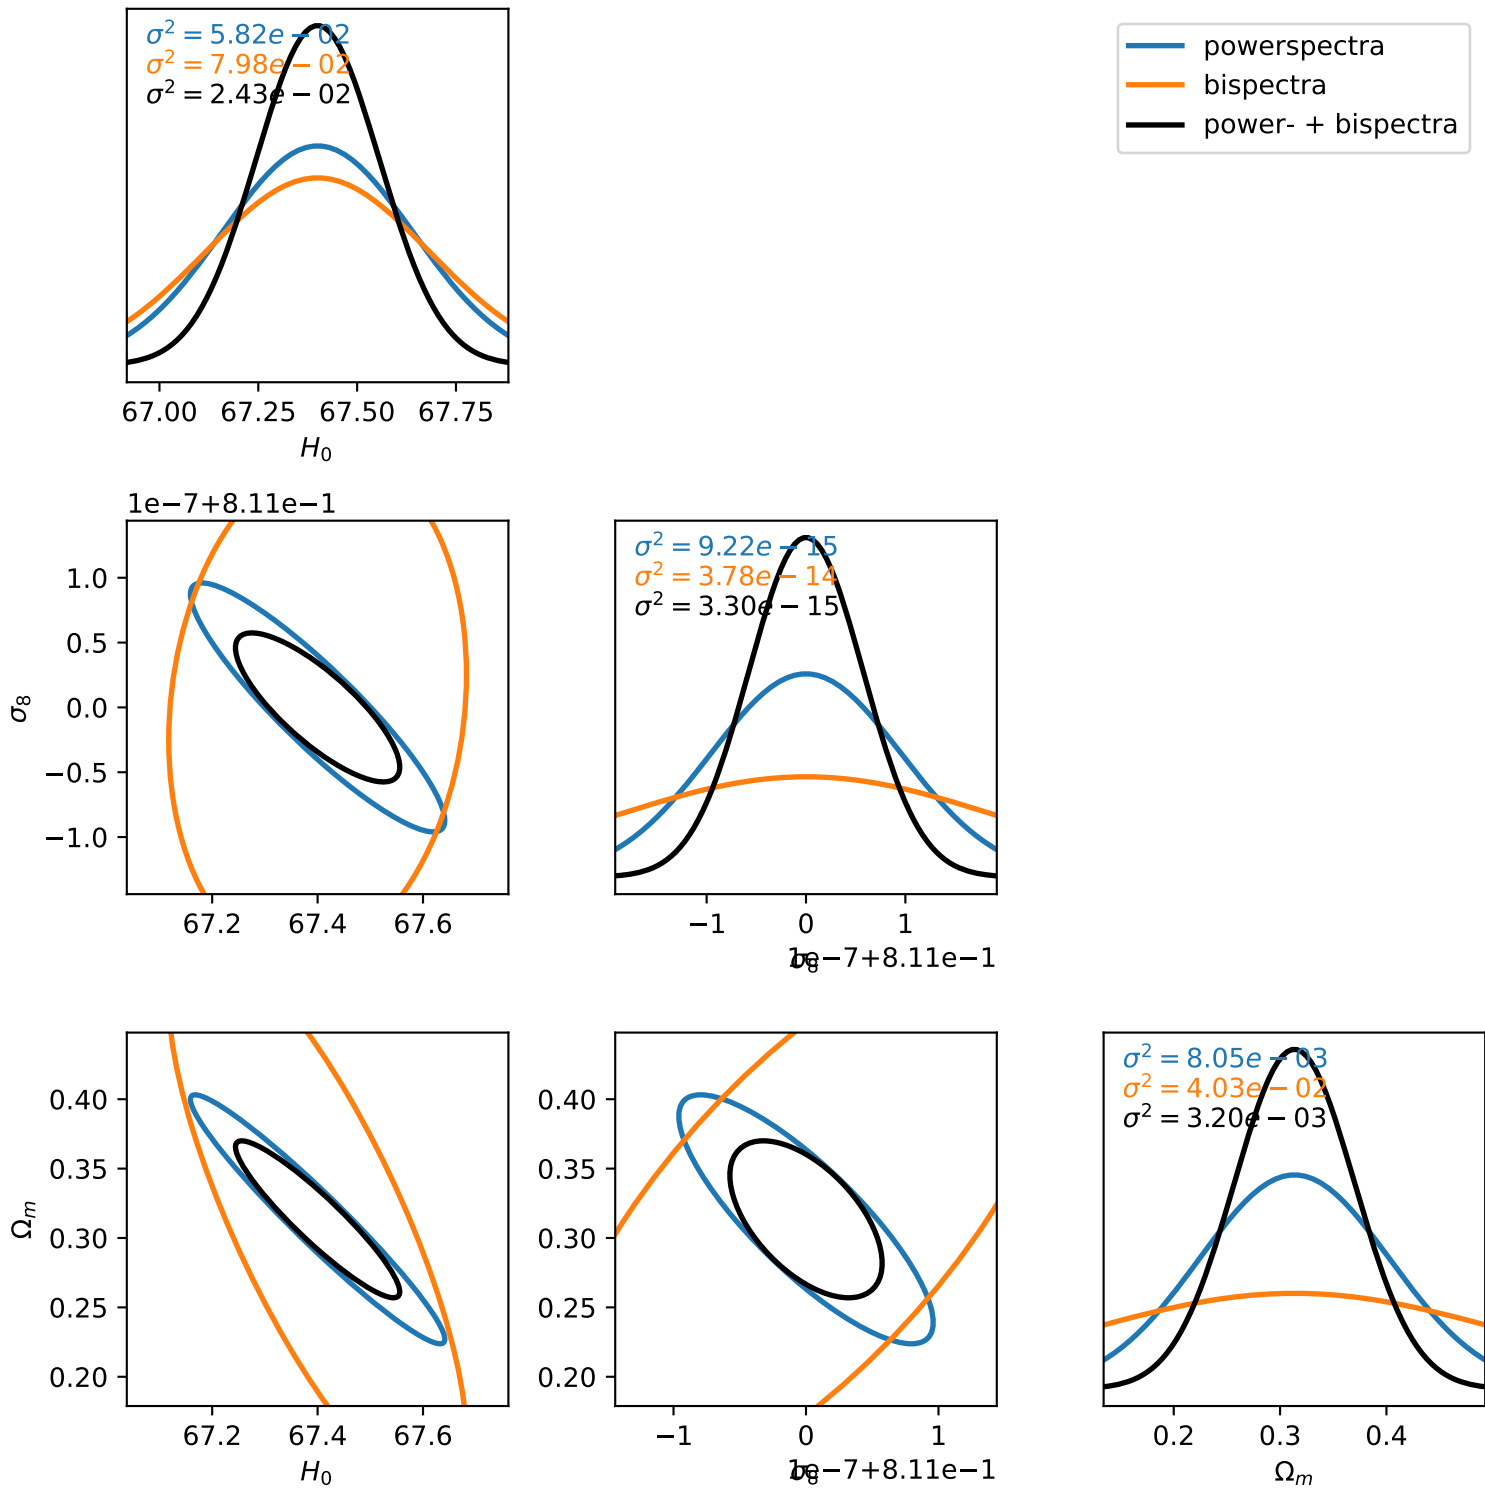 σ² = 5.82e − 02
σ² = 7.98e − 02
σ² = 2.43e − 02
powerspectra
bispectra
power- + bispectra
67.00 67.25 67.50 67.75
H₀
1e−7+8.11e−1
σ² = 9.22e − 15
σ² = 3.78e − 14
σ² = 3.30e − 15
1.0
0.5
0.0
−0.5
−1.0
σ₈
67.2 67.4 67.6
−1 0 1
σ₈
1e−7+8.11e−1
σ² = 8.05e − 03
σ² = 4.03e − 02
σ² = 3.20e − 03
0.40
0.35
0.30
0.25
0.20
Ωₘ
0.40
0.35
0.30
0.25
0.20
67.2 67.4 67.6
H₀
−1 0 1
σ₈
1e−7+8.11e−1
0.2 0.3 0.4
Ωₘ